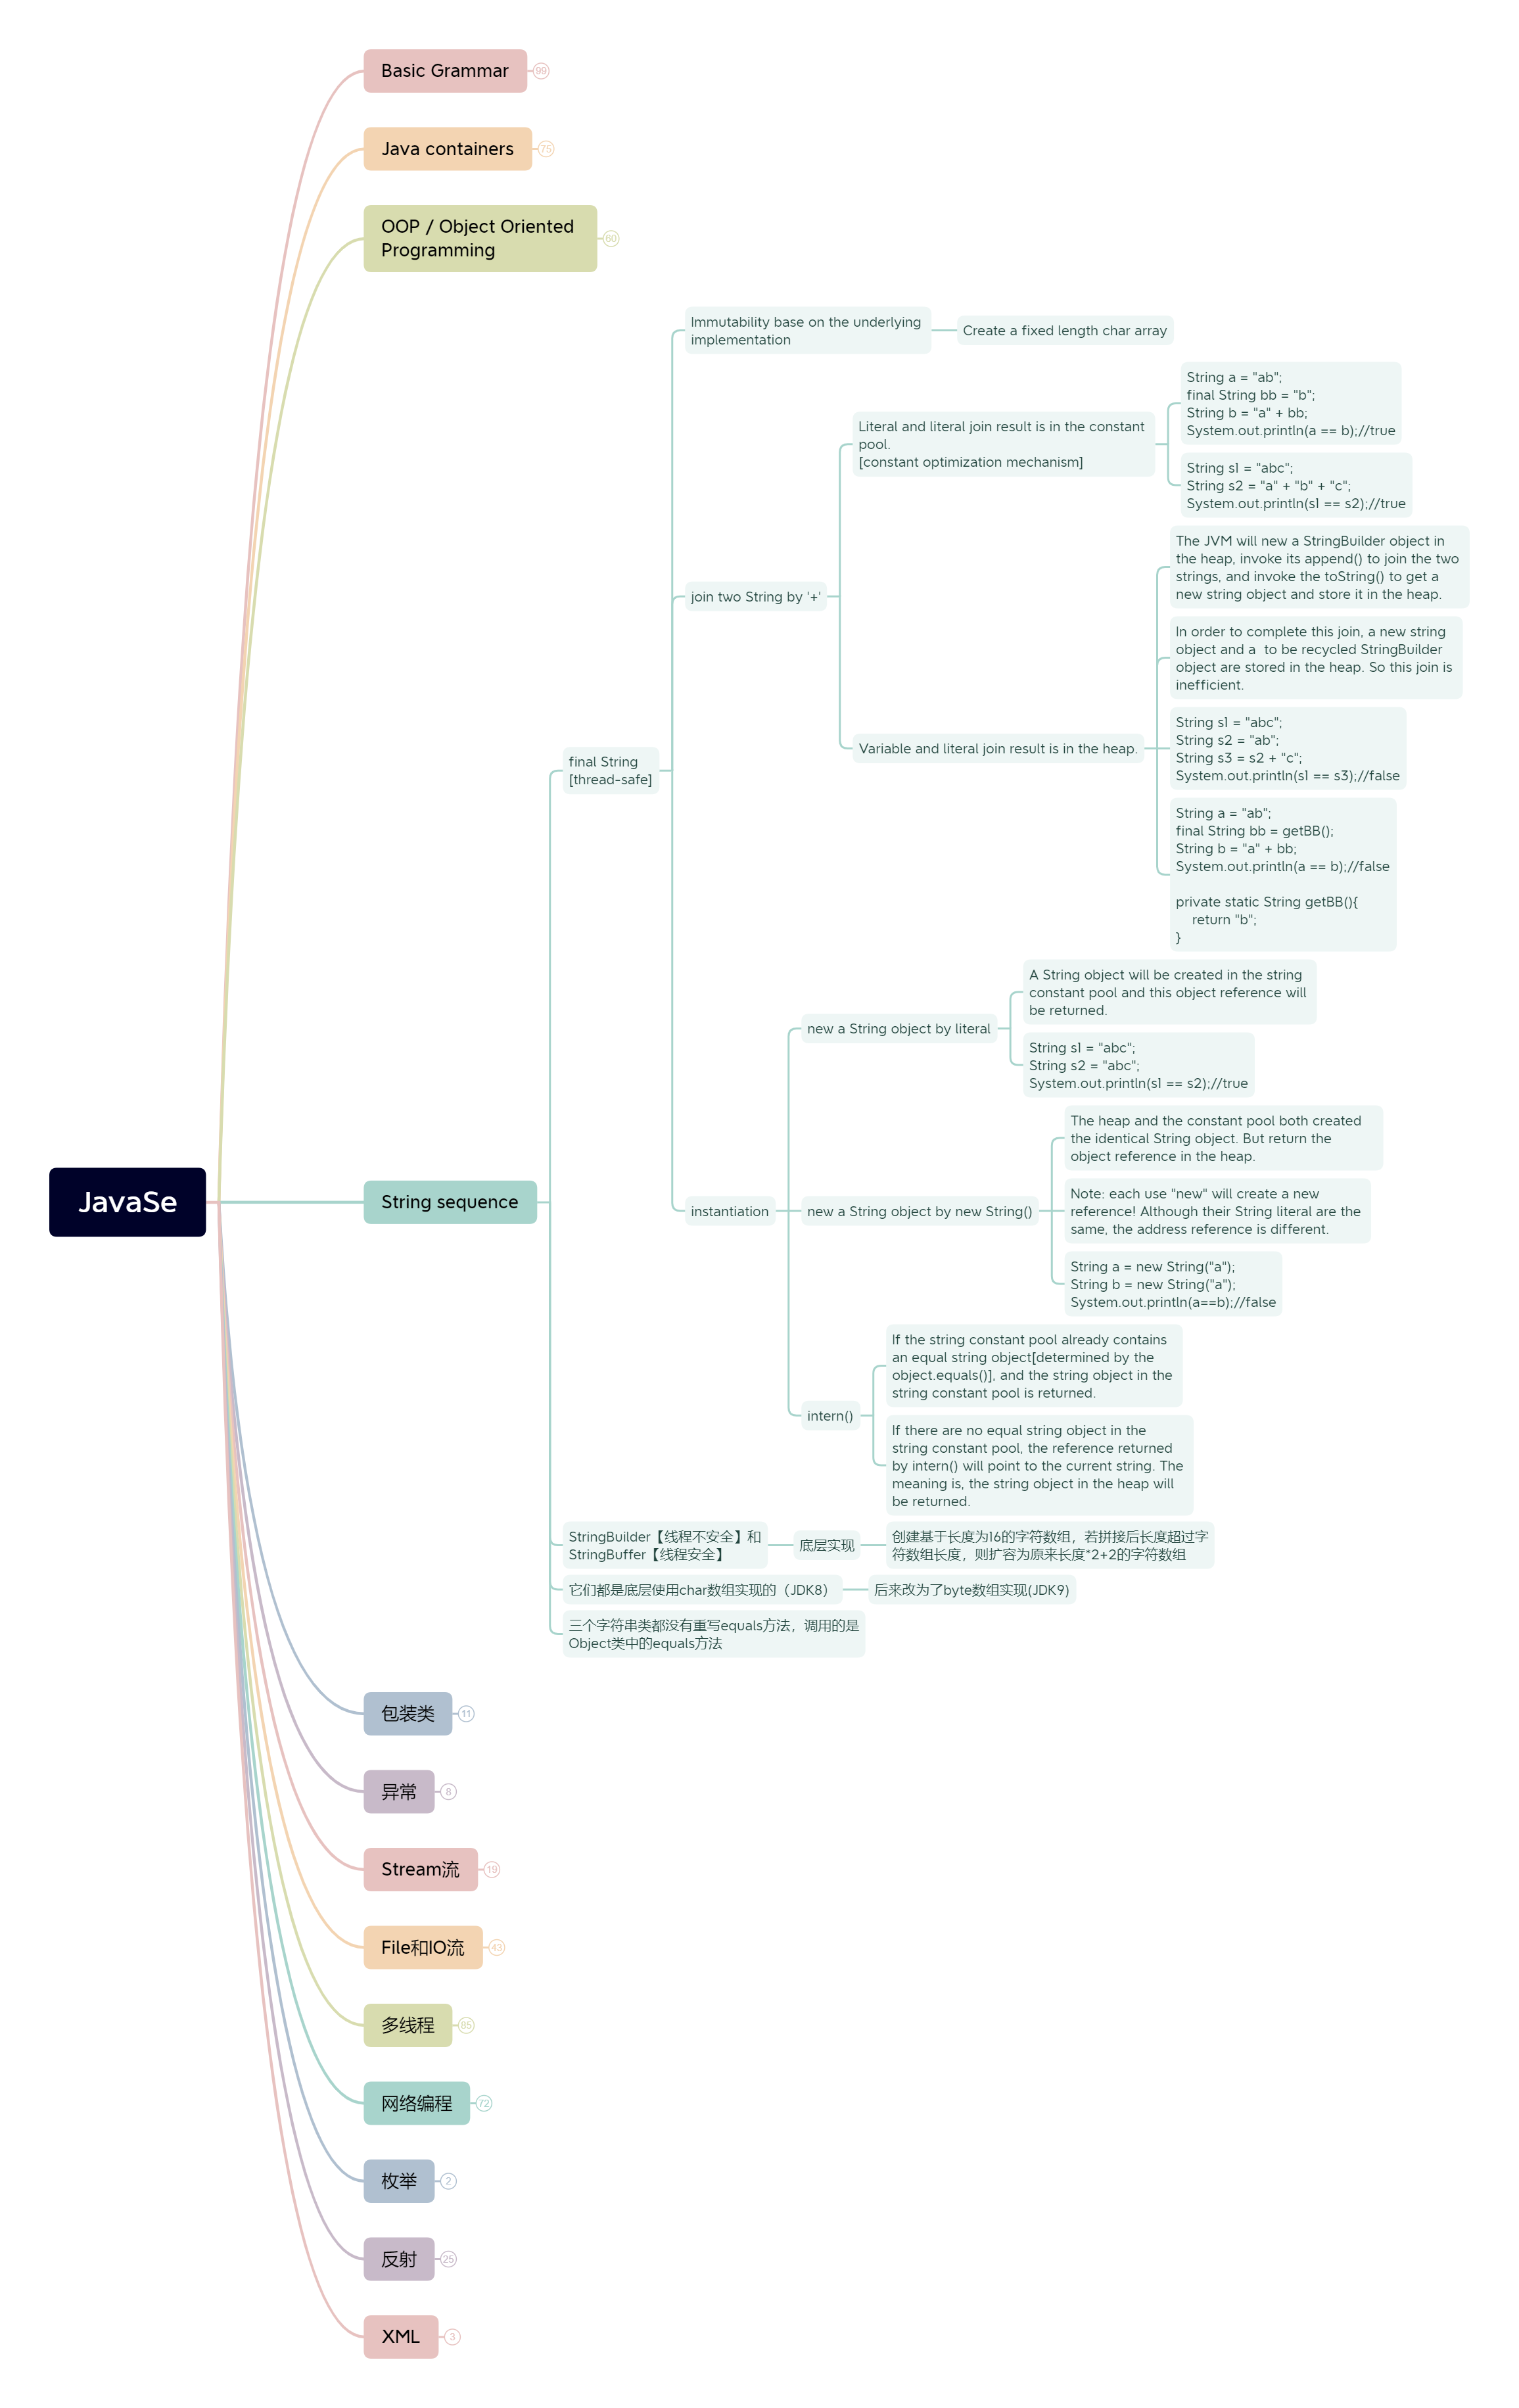 Basic Grammar
99
Java containers
75
OOP / Object Oriented
Programming
60
Immutability base on the underlying
implementation
Create a fixed length char array
String a = "ab";
final String bb = "b";
String b = "a" + bb;
System.out.println(a == b);//true
Literal and literal join result is in the constant
pool.
[constant optimization mechanism]
String s1 = "abc";
String s2 = "a" + "b" + "c";
System.out.println(s1 == s2);//true
The JVM will new a StringBuilder object in
the heap, invoke its append() to join the two
strings, and invoke the toString() to get a
new string object and store it in the heap.
join two String by '+'
In order to complete this join, a new string
object and a  to be recycled StringBuilder
object are stored in the heap. So this join is
inefficient.
Variable and literal join result is in the heap.
String s1 = "abc";
String s2 = "ab";
String s3 = s2 + "c";
System.out.println(s1 == s3);//false
final String
[thread-safe]
String a = "ab";
final String bb = getBB();
String b = "a" + bb;
System.out.println(a == b);//false
private static String getBB(){
return "b";
}
A String object will be created in the string
constant pool and this object reference will
be returned.
new a String object by literal
String s1 = "abc";
String s2 = "abc";
System.out.println(s1 == s2);//true
The heap and the constant pool both created
the identical String object. But return the
object reference in the heap.
JavaSe
String sequence
instantiation
new a String object by new String()
Note: each use "new" will create a new
reference! Although their String literal are the
same, the address reference is different.
String a = new String("a");
String b = new String("a");
System.out.println(a==b);//false
If the string constant pool already contains
an equal string object[determined by the
object.equals()], and the string object in the
string constant pool is returned.
intern()
If there are no equal string object in the
string constant pool, the reference returned
by intern() will point to the current string. The
meaning is, the string object in the heap will
be returned.
StringBuilder【线程不安全】和
StringBuffer【线程安全】
底层实现
创建基于长度为16的字符数组，若拼接后长度超过字
符数组长度，则扩容为原来长度*2+2的字符数组
它们都是底层使用char数组实现的（JDK8）
后来改为了byte数组实现(JDK9)
三个字符串类都没有重写equals方法，调用的是
Object类中的equals方法
包装类
11
异常
8
Stream流
19
File和IO流
43
多线程
85
网络编程
72
枚举
2
反射
25
XML
3